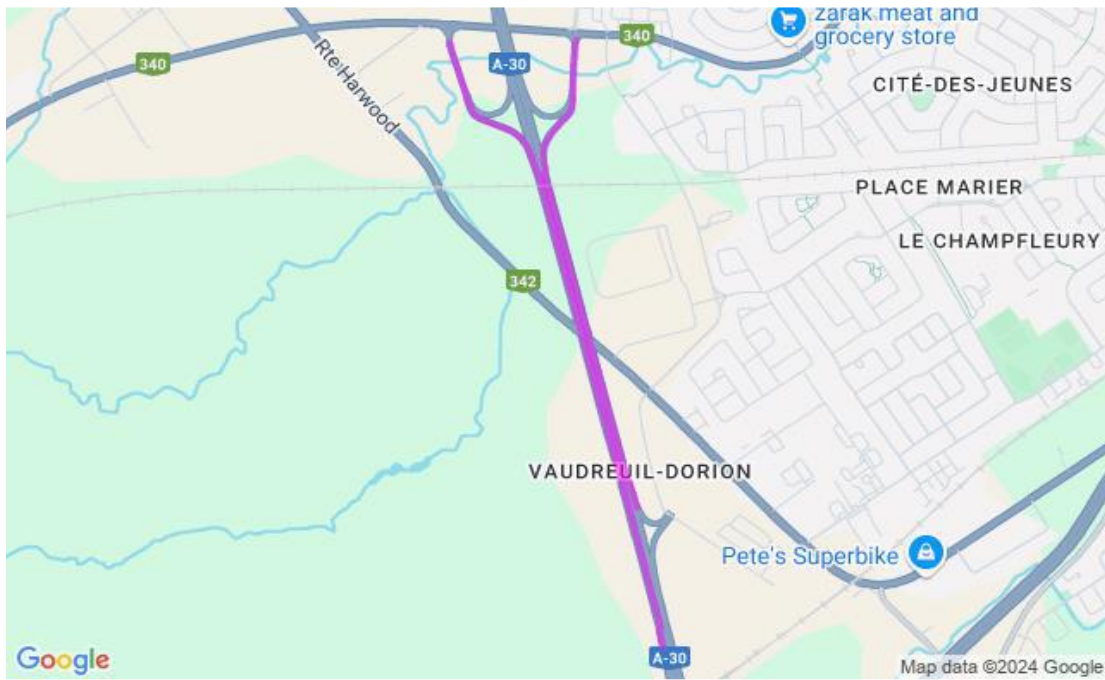 zarak meat and
grocery store
340
340
A-30
Rte Harwood
CITÉ-DES-JEUNES
PLACE MARIER
LE CHAMPFLEURY
342
VAUDREUIL-DORION
Pete's Superbike
A-30
Google
Map data ©2024 Google